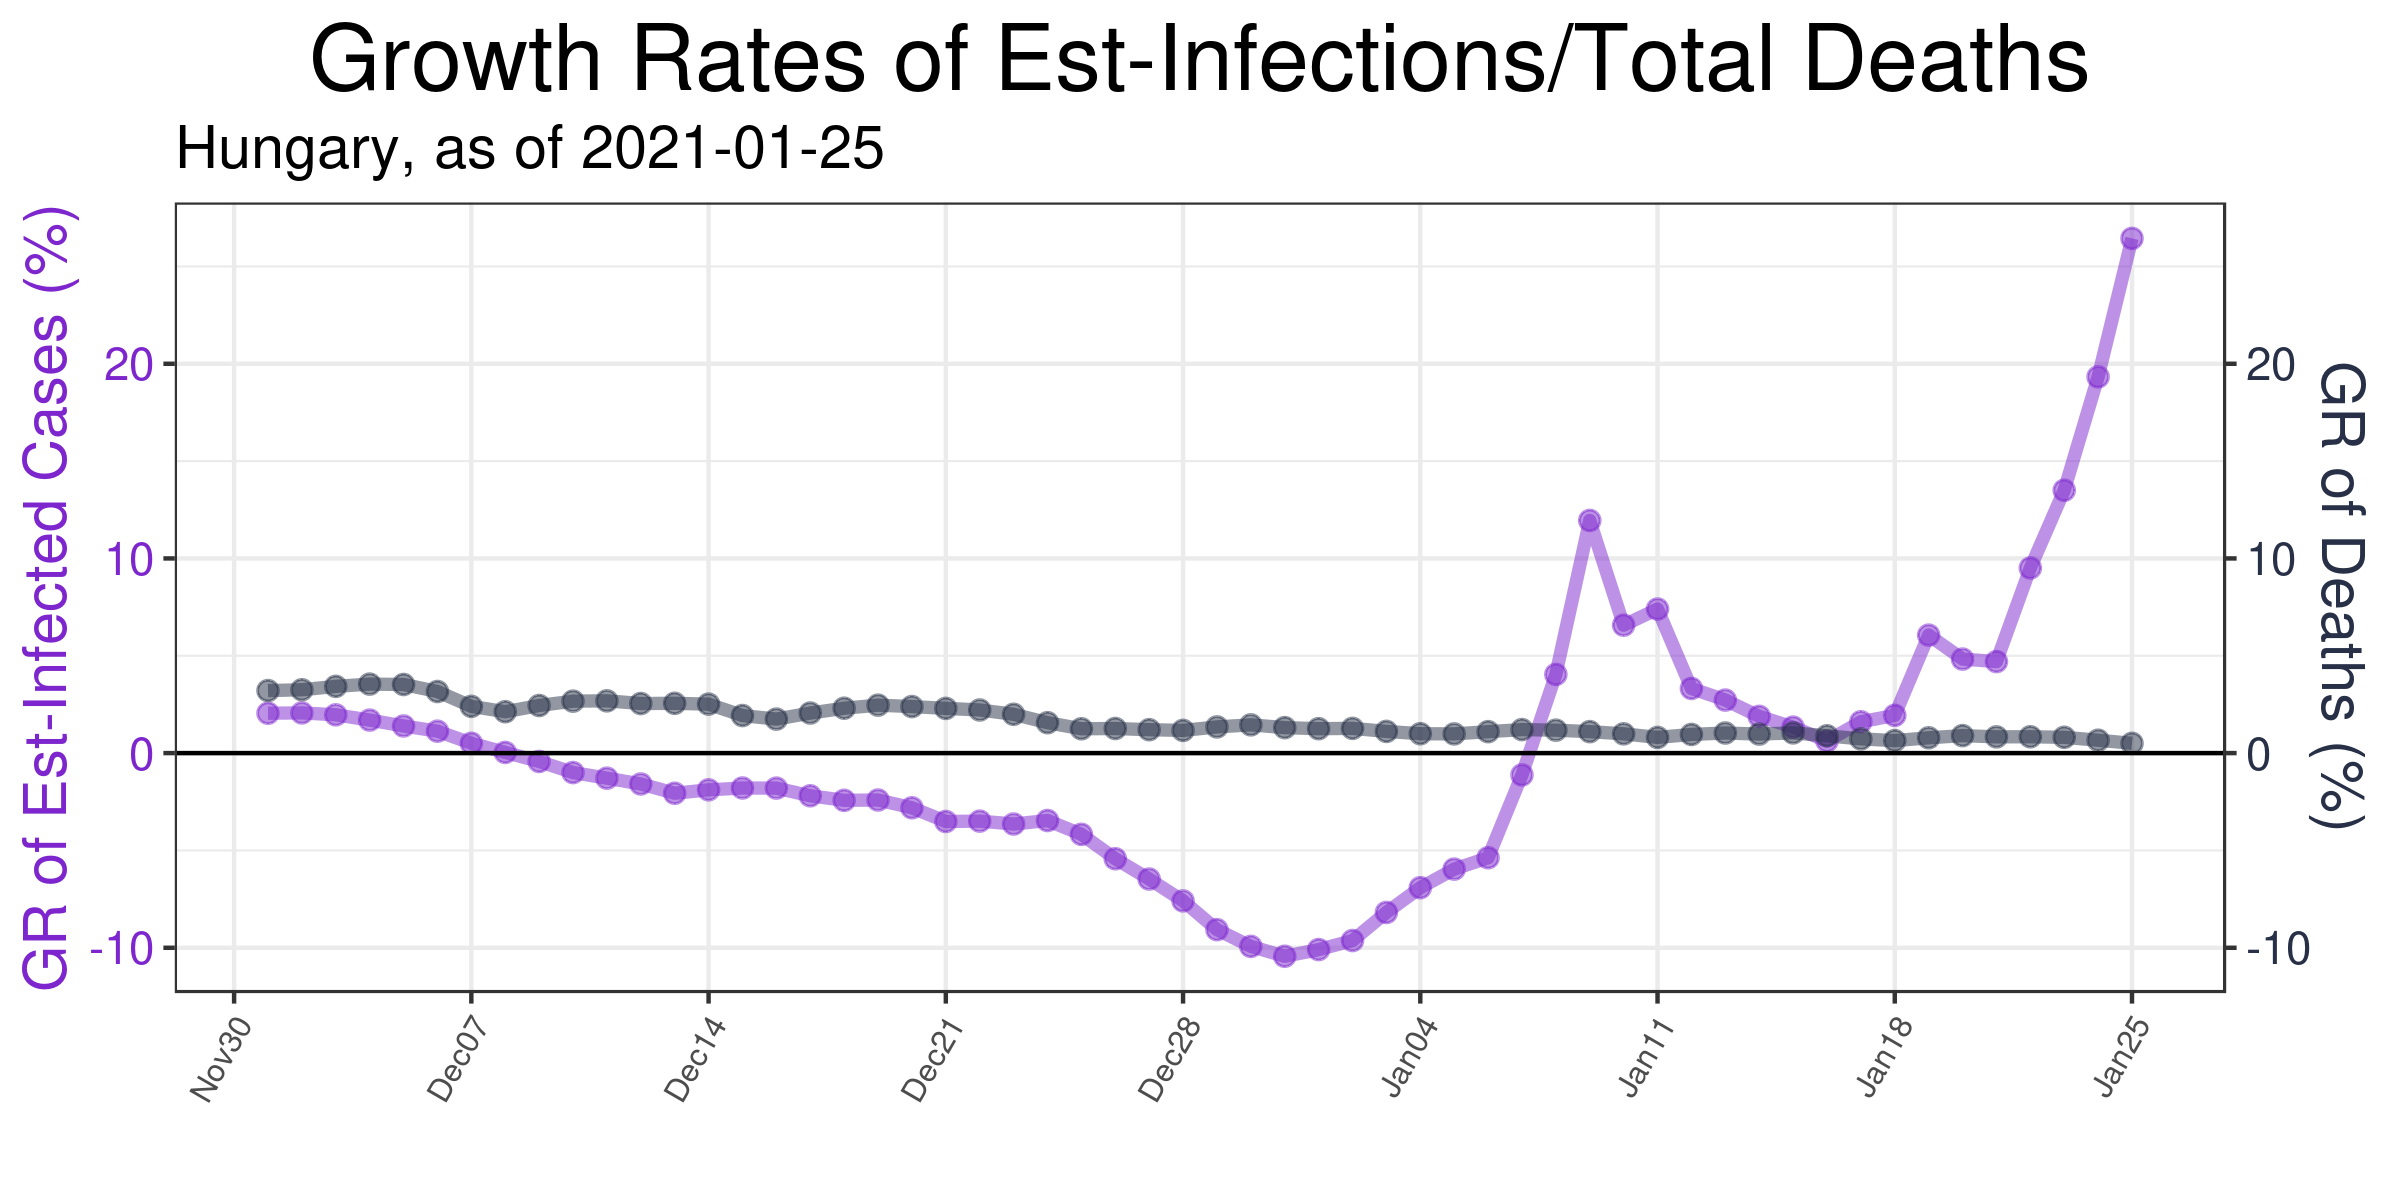 Growth Rates of Est-Infections/Total Deaths
Hungary, as of 2021-01-25
GR of Est-Infected Cases (%)
20
10
0
-10
20
10
0
-10
GR of Deaths (%)
Nov30
Dec07
Dec14
Dec21
Dec28
Jan04
Jan11
Jan18
Jan25